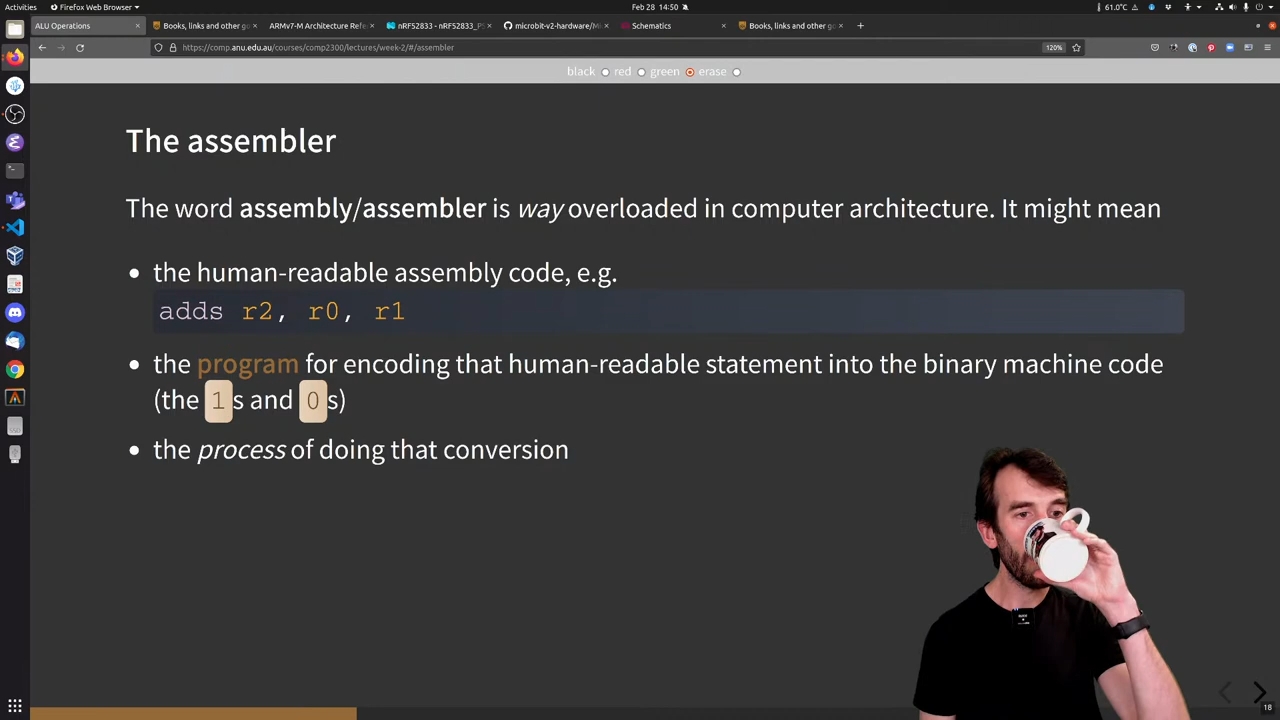 Activities
Firefox Web Browser
Feb 28 14:50
61.0°C
ALU Operations
Books, links and other go
ARMv7-M Architecture Refe
nRF52833 - nRF52833_PS
microbit-v2-hardware/Mi
Schematics
Books, links and other go
https://comp.anu.edu.au/courses/comp2300/lectures/week-2/#/assembler
120%
black red green erase
The assembler
The word assembly/assembler is way overloaded in computer architecture. It might mean
• the human-readable assembly code, e.g.
adds r2, r0, r1
• the program for encoding that human-readable statement into the binary machine code
(the 1s and 0s)
• the process of doing that conversion
18